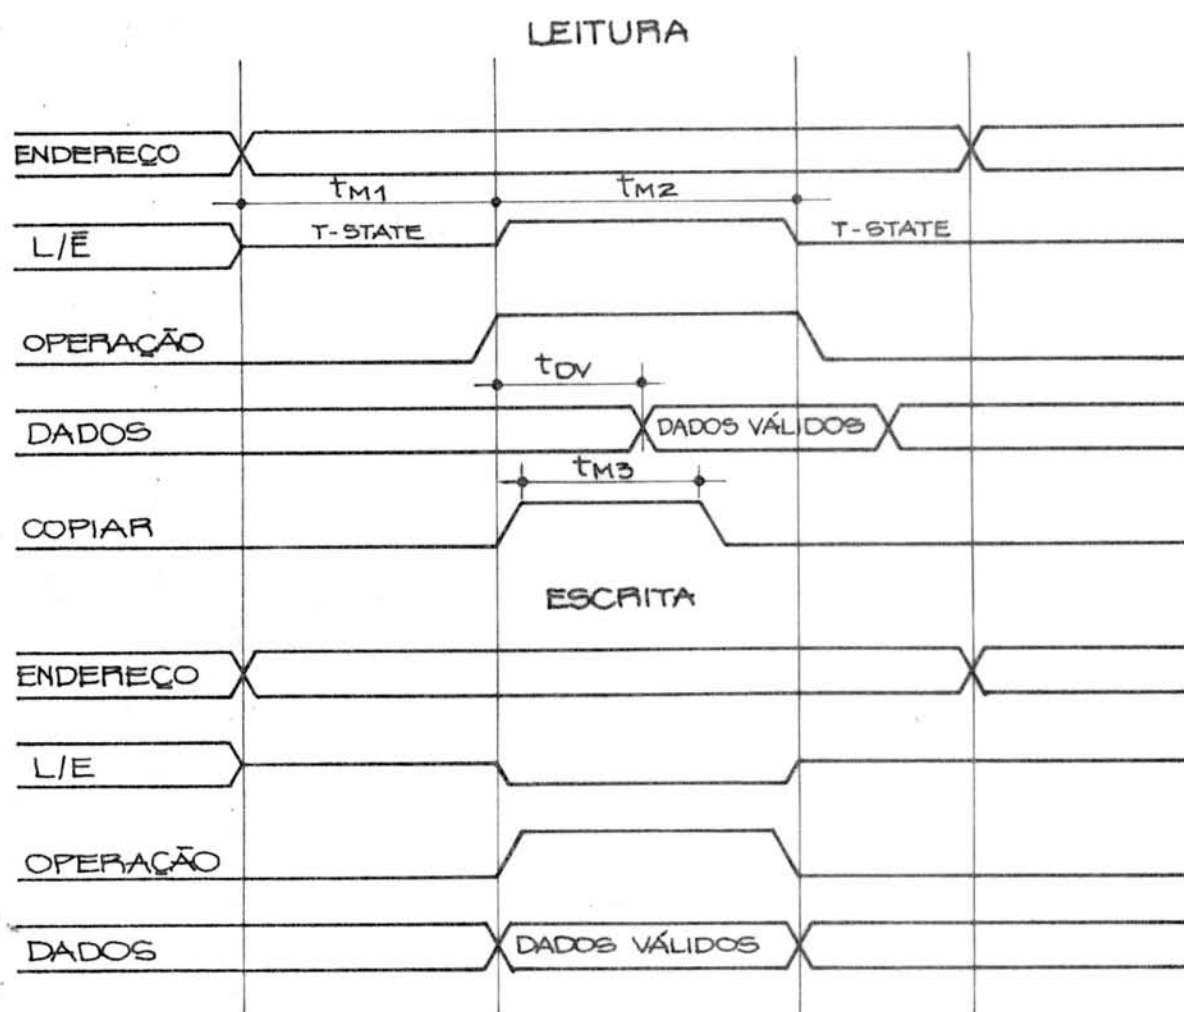 LEITURA
ENDEREÇO
tM1
tM2
L/Ē
T-STATE
T-STATE
OPERAÇÃO
tDV
DADOS
DADOS VÁLIDOS
tM3
COPIAR
ESCRITA
ENDEREÇO
L/E
OPERAÇÃO
DADOS
DADOS VÁLIDOS